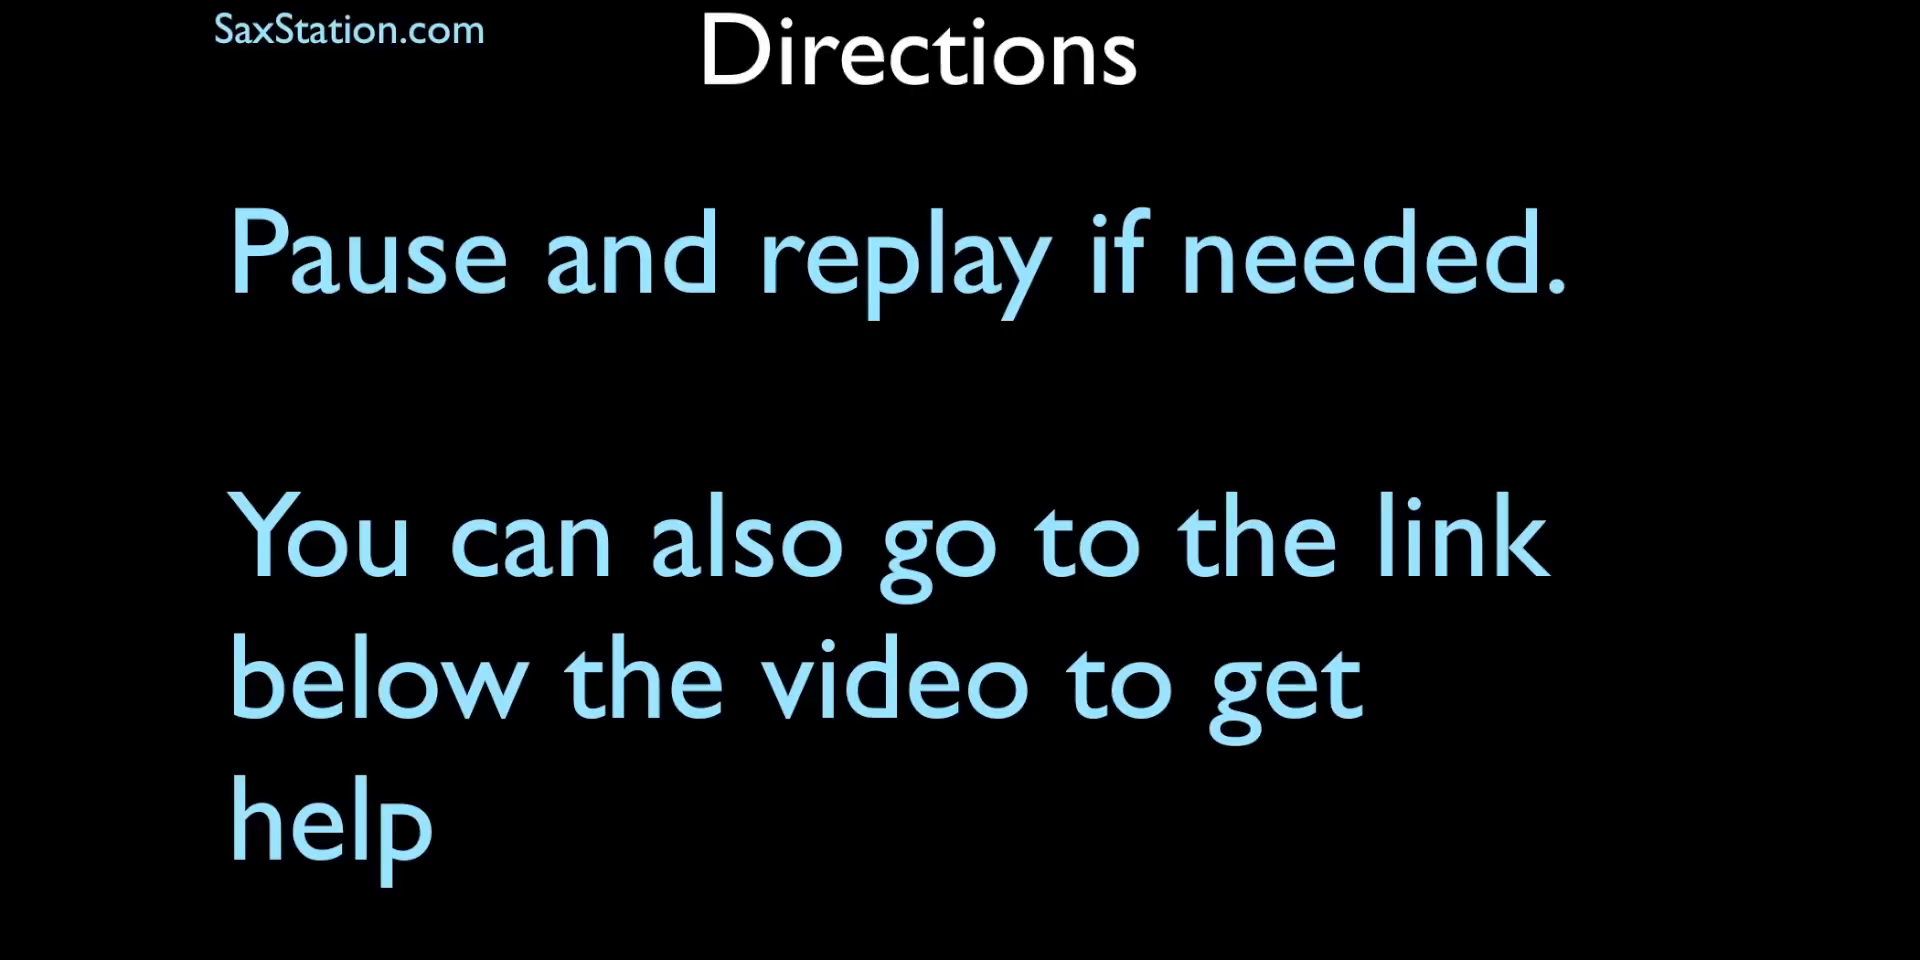 SaxStation.com
Directions
Pause and replay if needed.
You can also go to the link
below the video to get
help